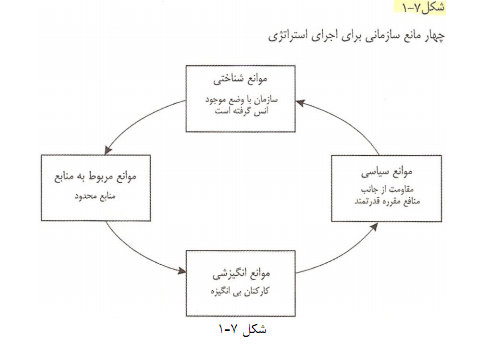 شکل۷-۱
چهار مانع سازمانی برای اجرای استراتژی
موانع شناختی
سازمان با وضع موجود
انس گرفته است
موانع سیاسی
مقاومت از جانب
منافع مقرره قدرتمند
موانع مربوط به منابع
منابع محدود
موانع انگیزشی
کارکنان بی انگیزه
شکل ۷-۱